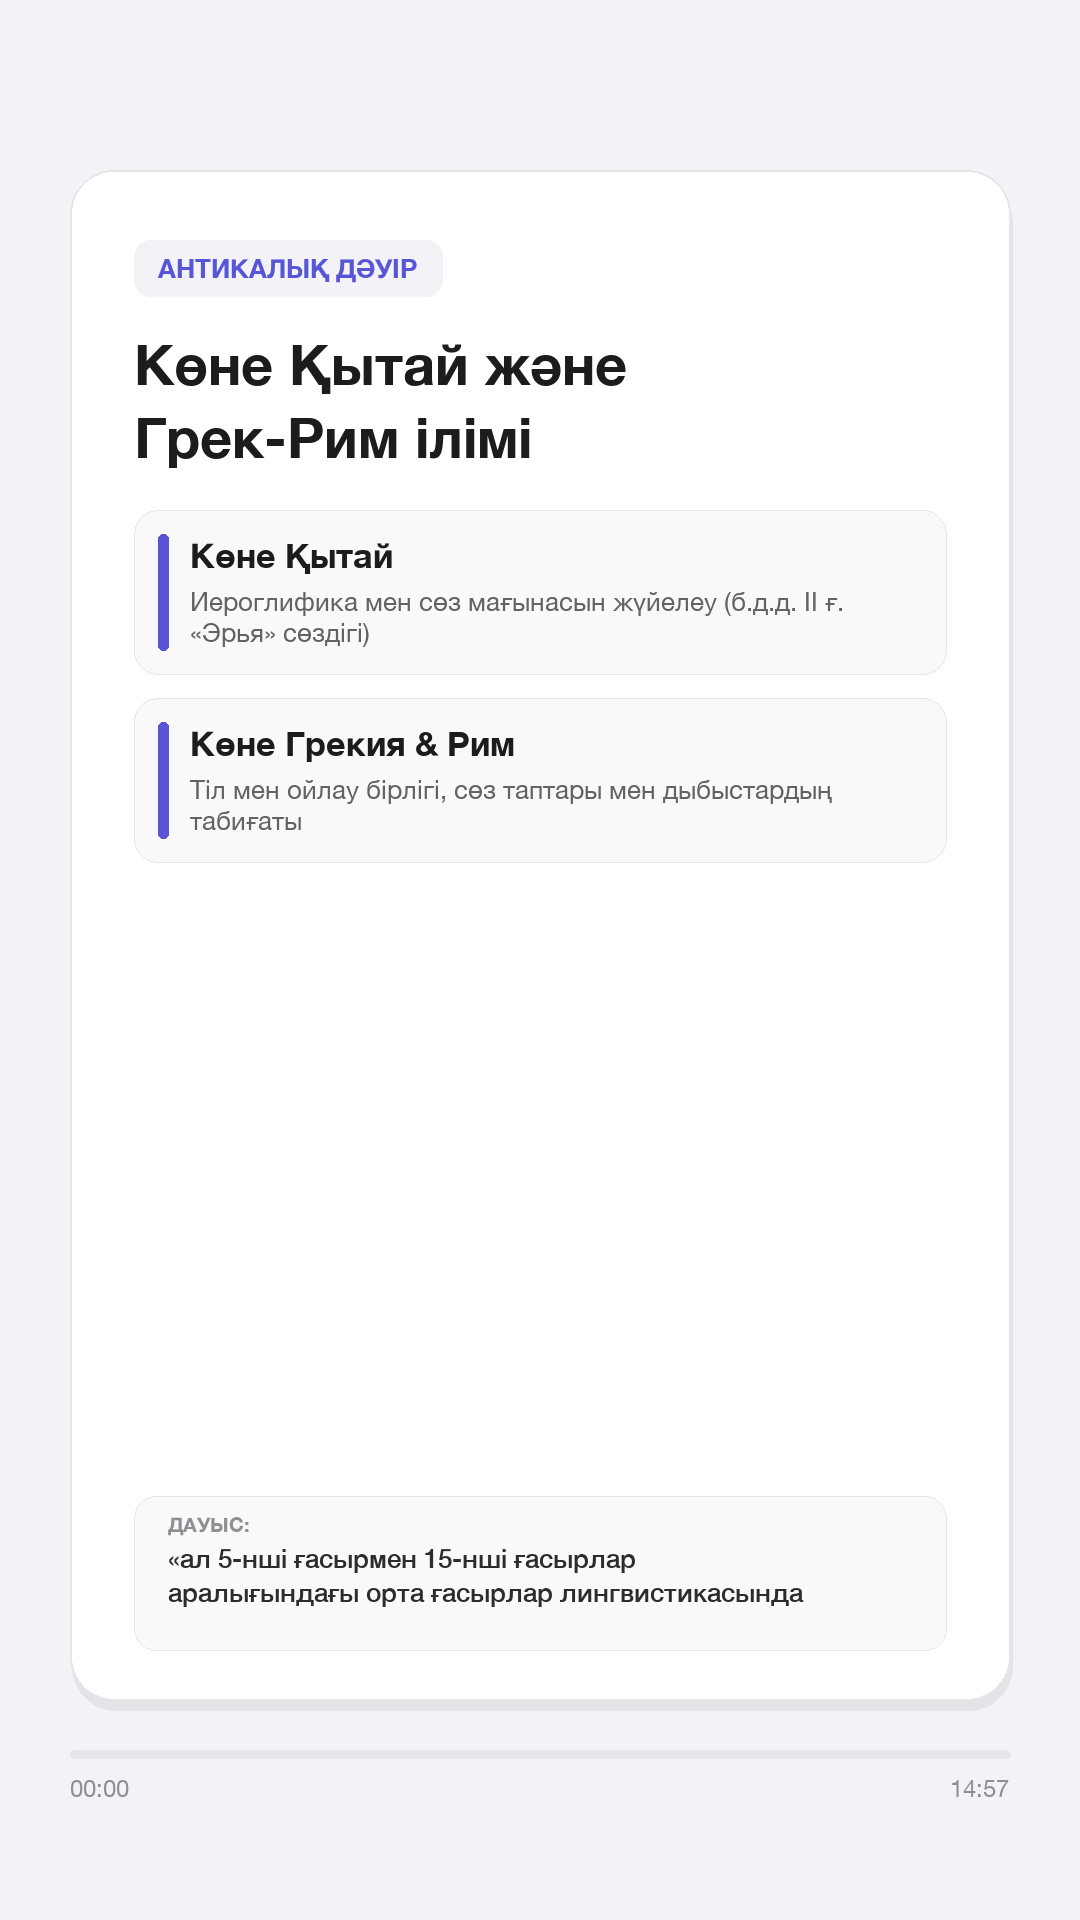 АНТИКАЛЫҚ ДӘУІР
Көне Қытай және
Грек-Рим ілімі
Көне Қытай
Иероглифика мен сөз мағынасын жүйелеу (б.д.д. II ғ.
«Эрья» сөздігі)
Көне Грекия & Рим
Тіл мен ойлау бірлігі, сөз таптары мен дыбыстардың
табиғаты
ДАУЫС:
«ал 5-нші ғасырмен 15-нші ғасырлар
аралығындағы орта ғасырлар лингвистикасында
00:00
14:57